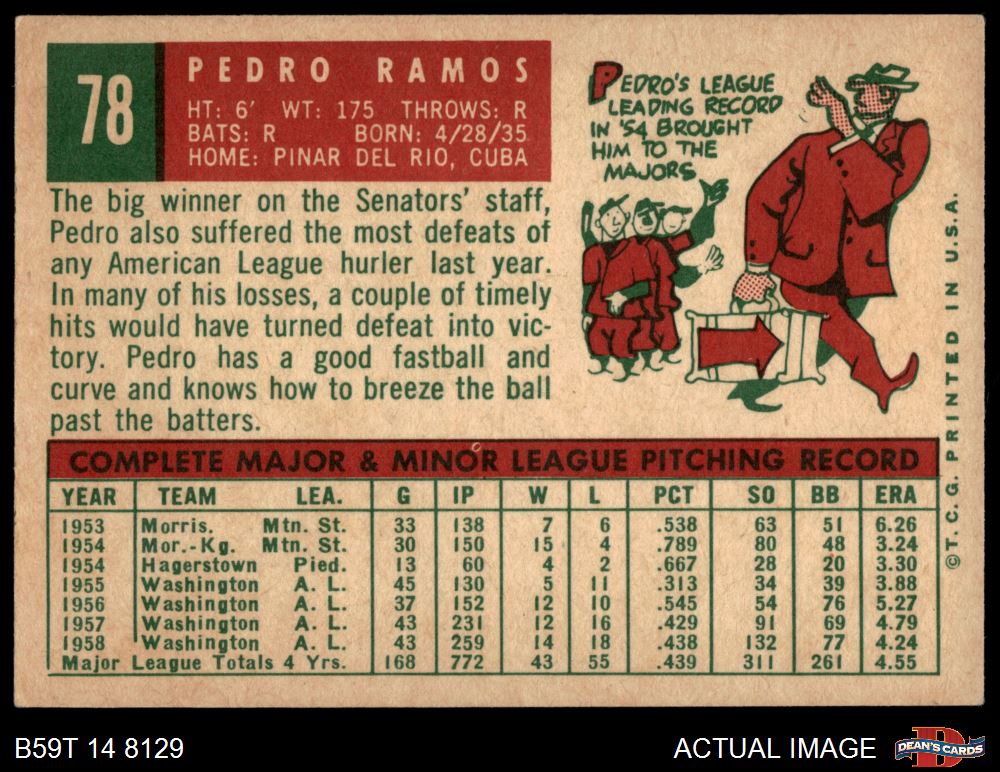 78
PEDRO RAMOS
HT: 6' WT: 175 THROWS: R
BATS: R BORN: 4/28/35
HOME: PINAR DEL RIO, CUBA
PEDRO'S LEAGUE
LEADING RECORD
IN '54 BROUGHT
HIM TO THE
MAJORS
The big winner on the Senators' staff,
Pedro also suffered the most defeats of
any American League hurler last year.
In many of his losses, a couple of timely
hits would have turned defeat into vic-
tory. Pedro has a good fastball and
curve and knows how to breeze the ball
past the batters.
COMPLETE MAJOR & MINOR LEAGUE PITCHING RECORD
YEAR TEAM LEA. G IP W L PCT SO BB ERA
1953 Morris. Mtn. St. 33 138 7 6 .538 63 51 6.26
1954 Mor.-Kg. Mtn. St. 30 150 15 4 .789 80 48 3.24
1954 Hagerstown Pied. 13 60 4 2 .667 28 20 3.30
1955 Washington A. L. 45 130 5 11 .313 34 39 3.88
1956 Washington A. L. 37 152 12 10 .545 54 76 5.27
1957 Washington A. L. 43 231 12 16 .429 91 69 4.79
1958 Washington A. L. 43 259 14 18 .438 132 77 4.24
Major League Totals 4 Yrs. 168 772 43 55 .439 311 261 4.55
© T. C. G. PRINTED IN U.S.A.
B59T 14 8129
ACTUAL IMAGE
DEAN'S CARDS